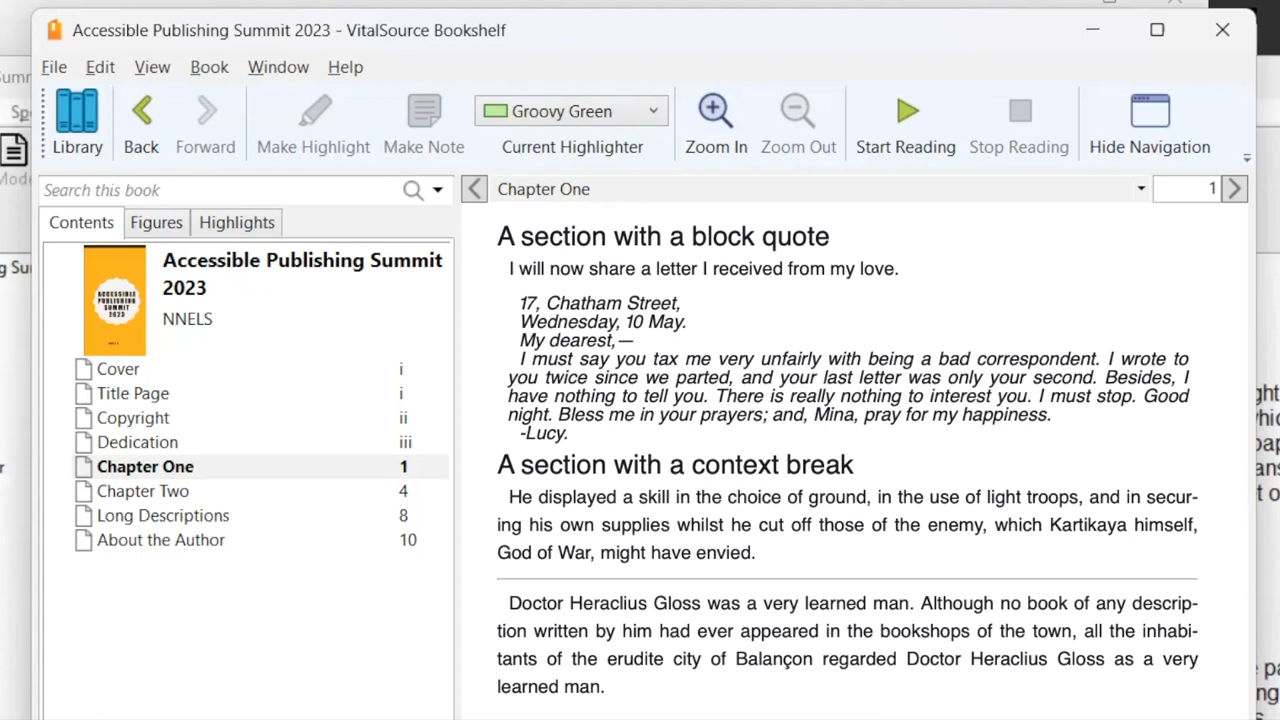 Accessible Publishing Summit 2023 - VitalSource Bookshelf
File Edit View Book Window Help
Library Back Forward Make Highlight Make Note Groovy Green Current Highlighter Zoom In Zoom Out Start Reading Stop Reading Hide Navigation
Search this book
Contents Figures Highlights
ACCESSIBLE
PUBLISHING
SUMMIT
2023
Accessible Publishing Summit
2023
NNELS
Cover i
Title Page i
Copyright ii
Dedication iii
Chapter One 1
Chapter Two 4
Long Descriptions 8
About the Author 10
Chapter One 1
A section with a block quote
I will now share a letter I received from my love.
17, Chatham Street,
Wednesday, 10 May.
My dearest,—
I must say you tax me very unfairly with being a bad correspondent. I wrote to
you twice since we parted, and your last letter was only your second. Besides, I
have nothing to tell you. There is really nothing to interest you. I must stop. Good
night. Bless me in your prayers; and, Mina, pray for my happiness.
-Lucy.
A section with a context break
He displayed a skill in the choice of ground, in the use of light troops, and in secur-
ing his own supplies whilst he cut off those of the enemy, which Kartikaya himself,
God of War, might have envied.
Doctor Heraclius Gloss was a very learned man. Although no book of any descrip-
tion written by him had ever appeared in the bookshops of the town, all the inhabi-
tants of the erudite city of Balançon regarded Doctor Heraclius Gloss as a very
learned man.